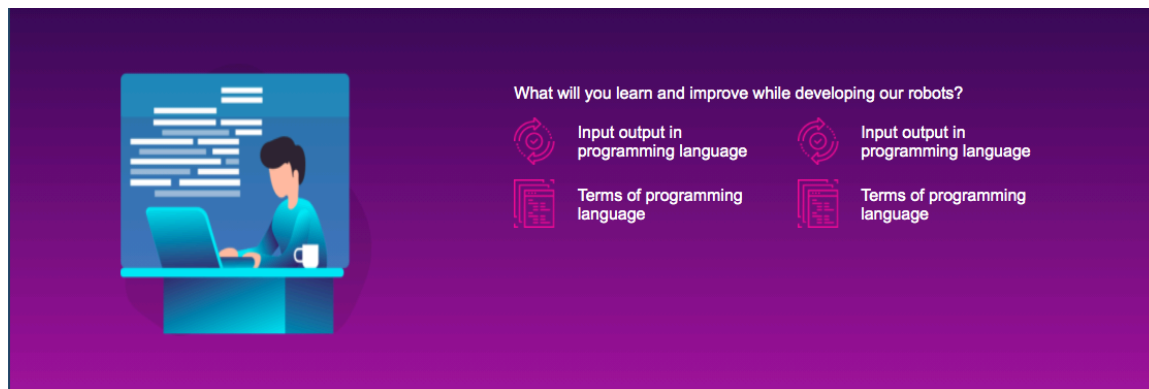 What will you learn and improve while developing our robots?
Input output in
programming language
Input output in
programming language
Terms of programming
language
Terms of programming
language